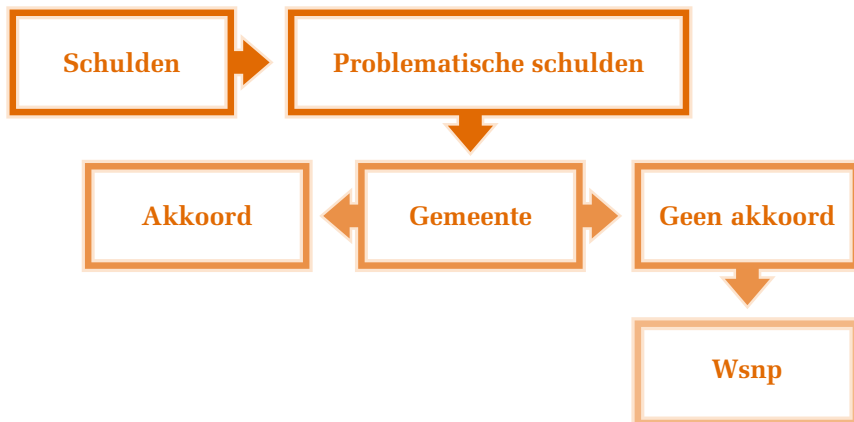 Schulden
Problematische schulden
Akkoord
Gemeente
Geen akkoord
Wsnp